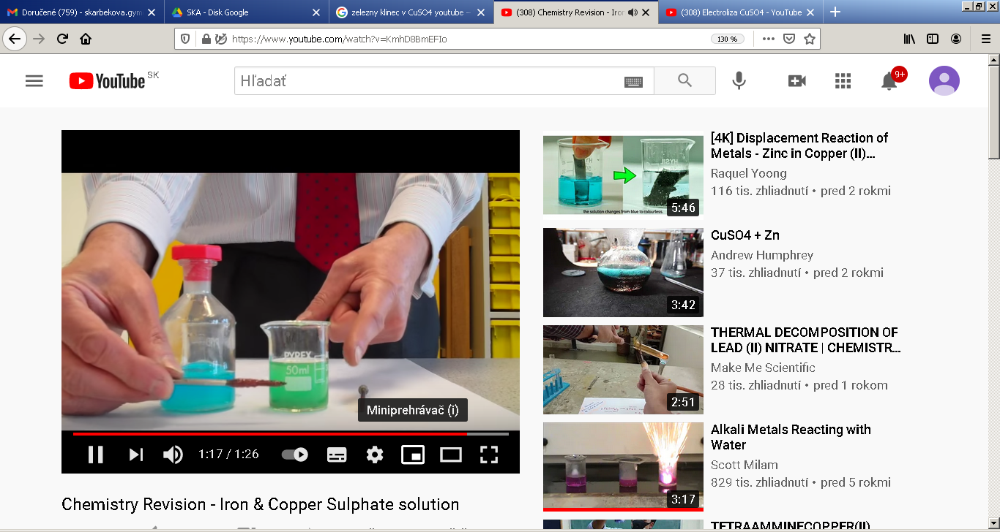 Doručené (759) - skarbekova.gym
SKA - Disk Google
zelezny klinec v CuSO4 youtube –
(308) Chemistry Revision - Iron
(308) Electroliza CuSO4 - YouTube
https://www.youtube.com/watch?v=KmhD8BmEFIo
130 %
YouTube SK
Hľadať
9+
PYREX
50ml
Miniprehrávač (i)
1:17 / 1:26
Chemistry Revision - Iron & Copper Sulphate solution
the solution changes from blue to colourless.
5:46
[4K] Displacement Reaction of
Metals - Zinc in Copper (II)...
Raquel Yoong
116 tis. zhliadnutí • pred 2 rokmi
3:42
CuSO4 + Zn
Andrew Humphrey
37 tis. zhliadnutí • pred 2 rokmi
2:51
THERMAL DECOMPOSITION OF
LEAD (II) NITRATE | CHEMISTR...
Make Me Scientific
28 tis. zhliadnutí • pred 1 rokom
3:17
Alkali Metals Reacting with
Water
Scott Milam
829 tis. zhliadnutí • pred 5 rokmi
TETRAAMMINECOPPER(II)